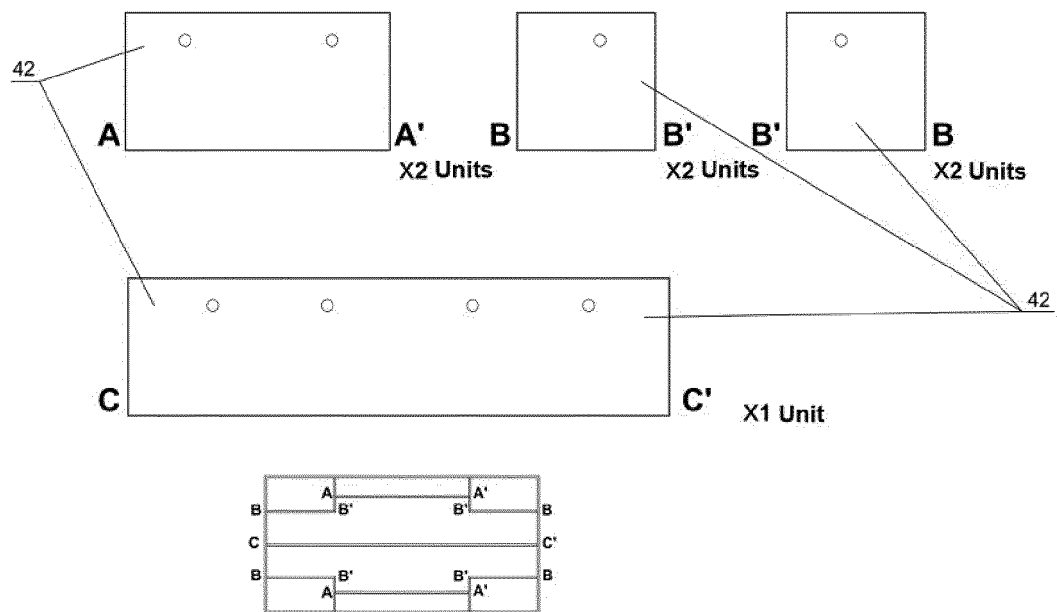 42
A A' B B' B' B
X2 Units X2 Units X2 Units
42
C C' X1 Unit
A A'
B B' B' B
C C'
B B' B' B
A A'